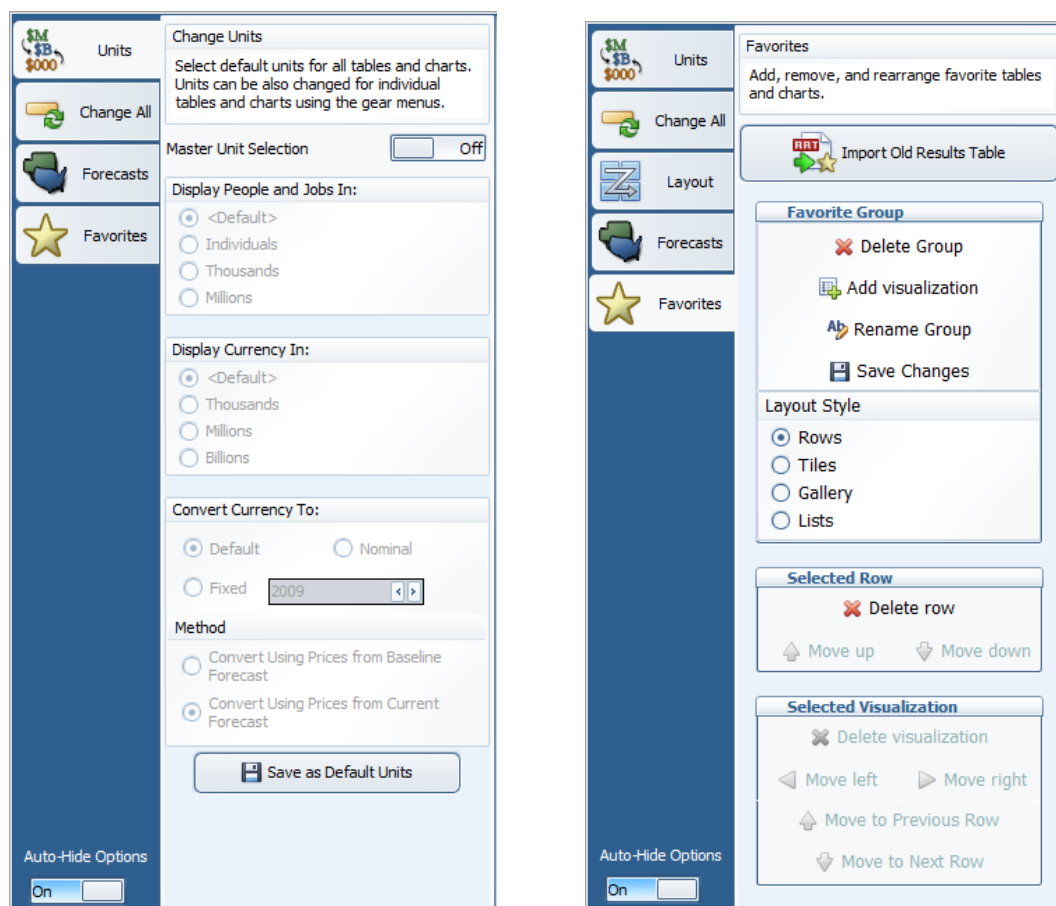 $M
$B
$000
Units
Change All
Forecasts
Favorites
Auto-Hide Options
On
Change Units
Select default units for all tables and charts.
Units can be also changed for individual
tables and charts using the gear menus.
Master Unit Selection Off
Display People and Jobs In:
<Default>
Individuals
Thousands
Millions
Display Currency In:
<Default>
Thousands
Millions
Billions
Convert Currency To:
Default Nominal
Fixed 2009
Method
Convert Using Prices from Baseline
Forecast
Convert Using Prices from Current
Forecast
Save as Default Units
$M
$B
$000
Units
Change All
Layout
Forecasts
Favorites
Auto-Hide Options
On
Favorites
Add, remove, and rearrange favorite tables
and charts.
RRT
Import Old Results Table
Favorite Group
Delete Group
Add visualization
Ab Rename Group
Save Changes
Layout Style
Rows
Tiles
Gallery
Lists
Selected Row
Delete row
Move up Move down
Selected Visualization
Delete visualization
Move left Move right
Move to Previous Row
Move to Next Row